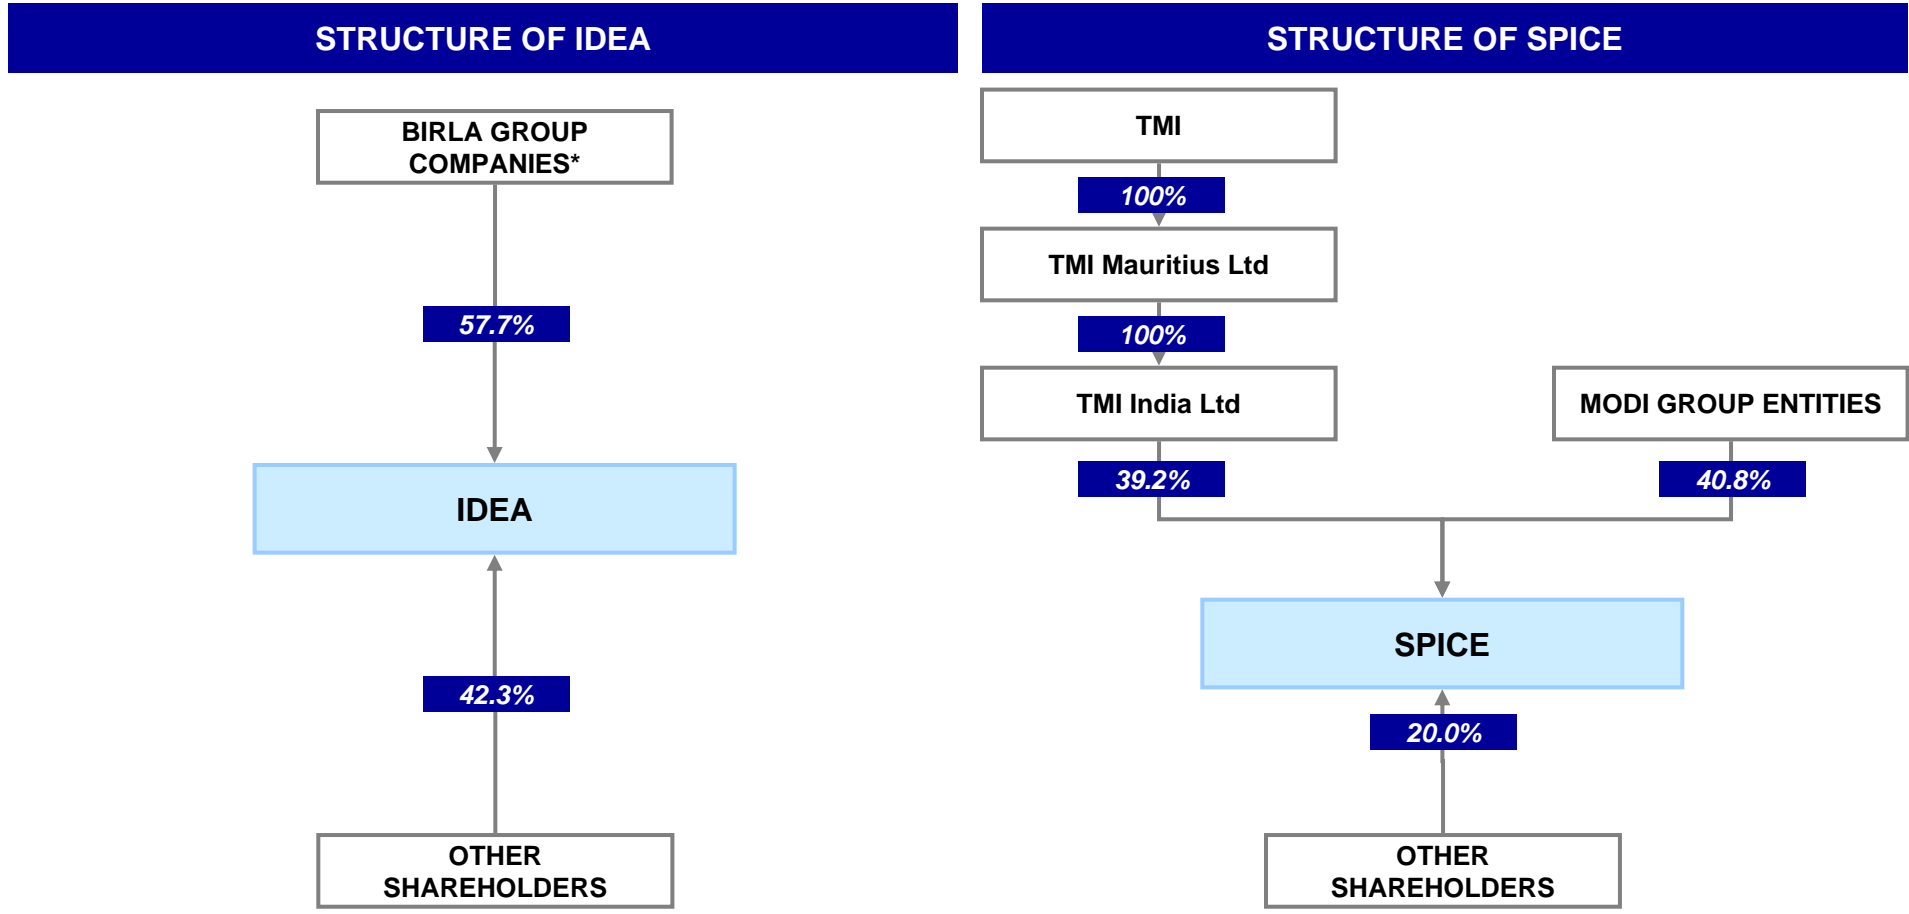 STRUCTURE OF IDEA
BIRLA GROUP
COMPANIES*
57.7%
IDEA
42.3%
OTHER
SHAREHOLDERS
STRUCTURE OF SPICE
TMI
100%
TMI Mauritius Ltd
100%
TMI India Ltd
MODI GROUP ENTITIES
39.2%
40.8%
SPICE
20.0%
OTHER
SHAREHOLDERS